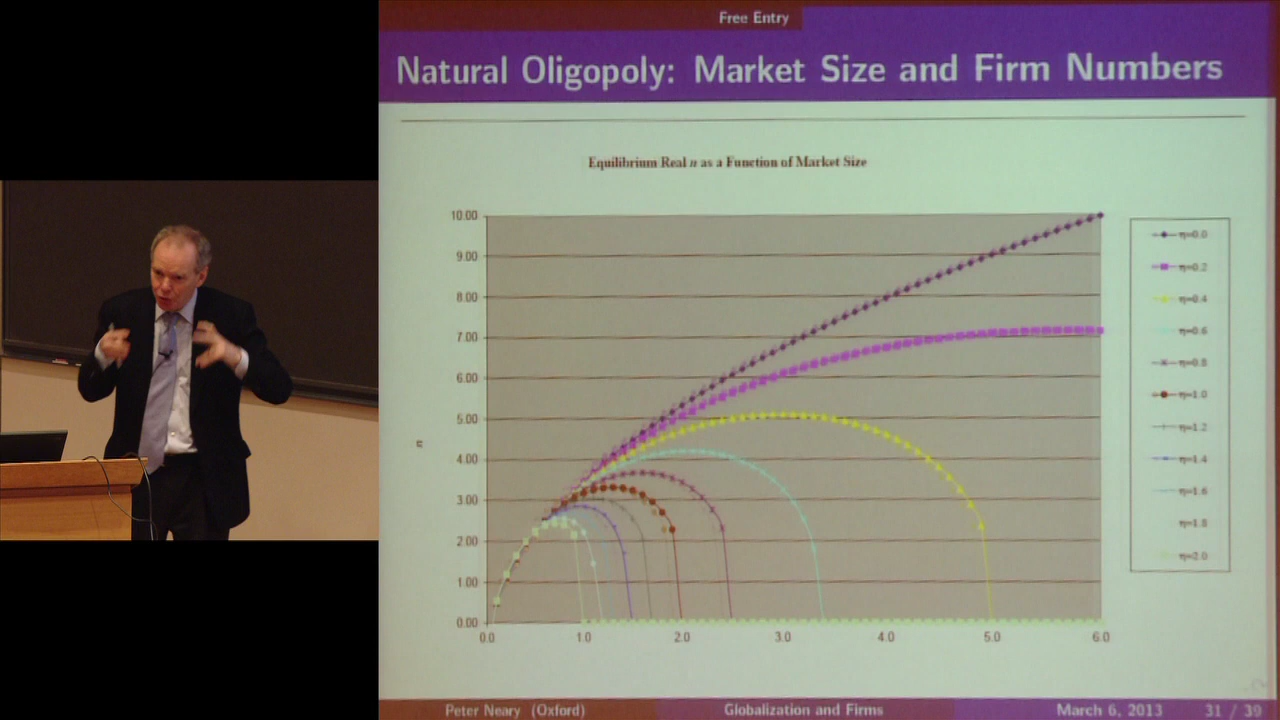 Free Entry
Natural Oligopoly: Market Size and Firm Numbers
Equilibrium Real n as a Function of Market Size
10.00
9.00
8.00
7.00
6.00
5.00
4.00
3.00
2.00
1.00
0.00
n
0.0 1.0 2.0 3.0 4.0 5.0 6.0
η=0.0
η=0.2
η=0.4
η=0.6
η=0.8
η=1.0
η=1.2
η=1.4
η=1.6
η=1.8
η=2.0
Peter Neary (Oxford) Globalization and Firms March 6, 2013 31 / 39